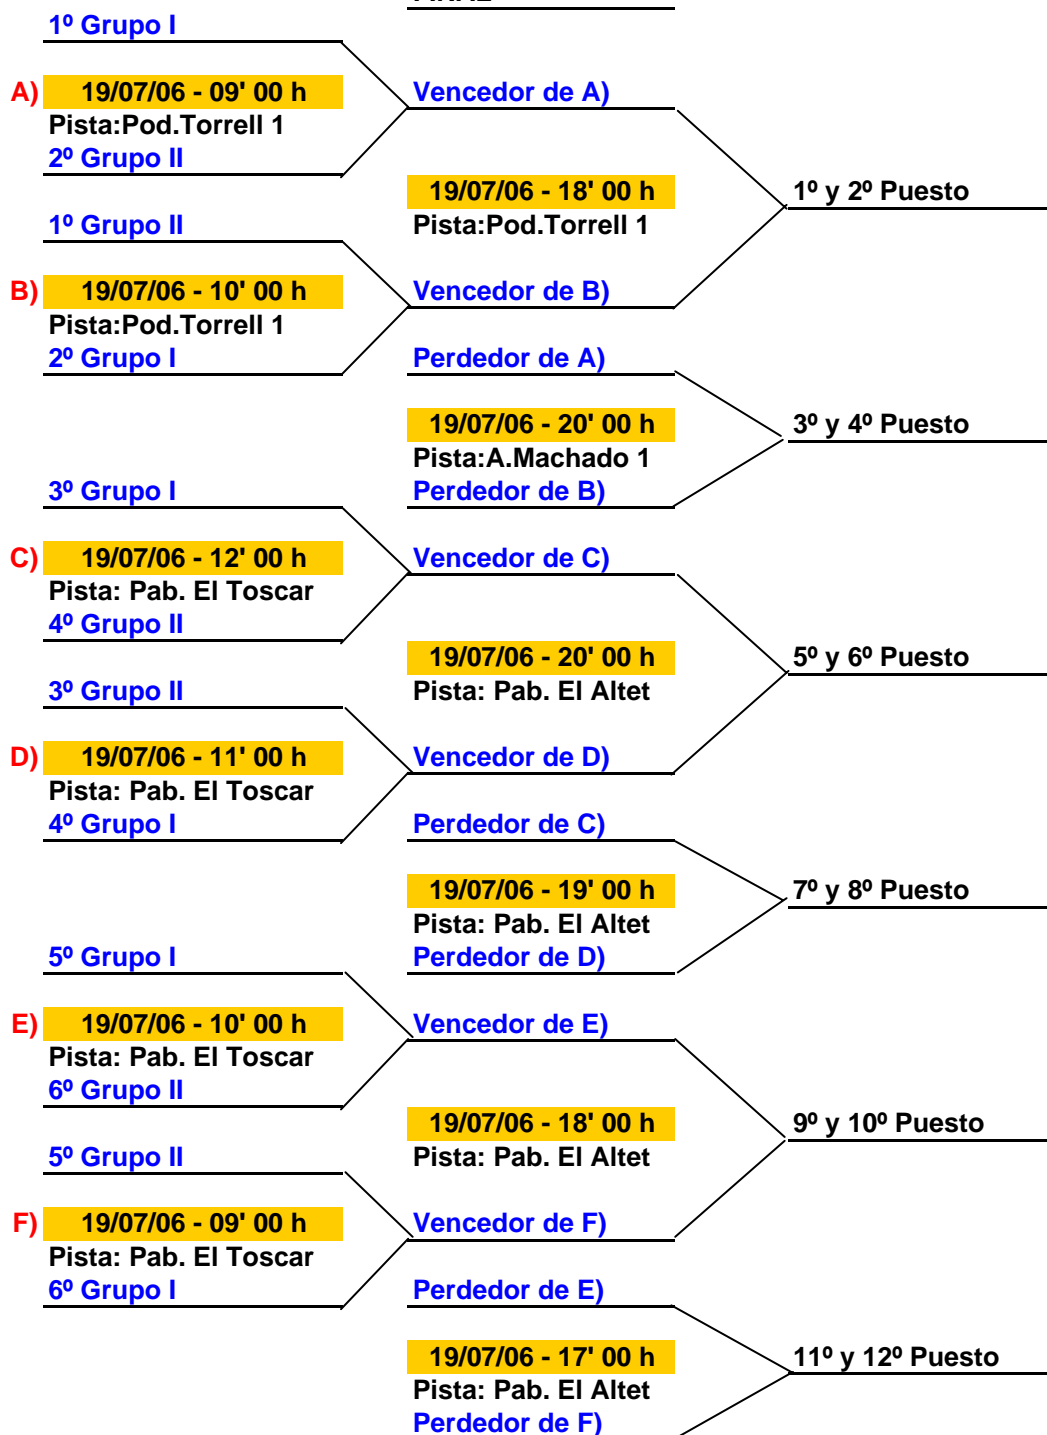 1º Grupo I
A) 19/07/06 - 09' 00 h
Vencedor de A)
Pista:Pod.Torrell 1
2º Grupo II
19/07/06 - 18' 00 h
1º y 2º Puesto
Pista:Pod.Torrell 1
1º Grupo II
B) 19/07/06 - 10' 00 h
Vencedor de B)
Pista:Pod.Torrell 1
2º Grupo I
Perdedor de A)
19/07/06 - 20' 00 h
3º y 4º Puesto
Pista:A.Machado 1
Perdedor de B)
3º Grupo I
C) 19/07/06 - 12' 00 h
Vencedor de C)
Pista: Pab. El Toscar
4º Grupo II
19/07/06 - 20' 00 h
5º y 6º Puesto
Pista: Pab. El Altet
3º Grupo II
D) 19/07/06 - 11' 00 h
Vencedor de D)
Pista: Pab. El Toscar
4º Grupo I
Perdedor de C)
19/07/06 - 19' 00 h
7º y 8º Puesto
Pista: Pab. El Altet
Perdedor de D)
5º Grupo I
E) 19/07/06 - 10' 00 h
Vencedor de E)
Pista: Pab. El Toscar
6º Grupo II
19/07/06 - 18' 00 h
9º y 10º Puesto
Pista: Pab. El Altet
5º Grupo II
F) 19/07/06 - 09' 00 h
Vencedor de F)
Pista: Pab. El Toscar
6º Grupo I
Perdedor de E)
19/07/06 - 17' 00 h
11º y 12º Puesto
Pista: Pab. El Altet
Perdedor de F)